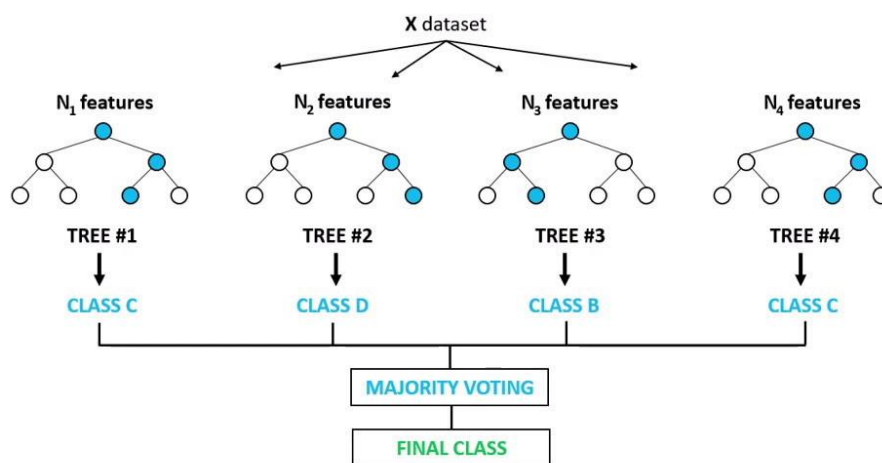 X dataset
N₁ features
N₂ features
N₃ features
N₄ features
TREE #1
TREE #2
TREE #3
TREE #4
CLASS C
CLASS D
CLASS B
CLASS C
MAJORITY VOTING
FINAL CLASS